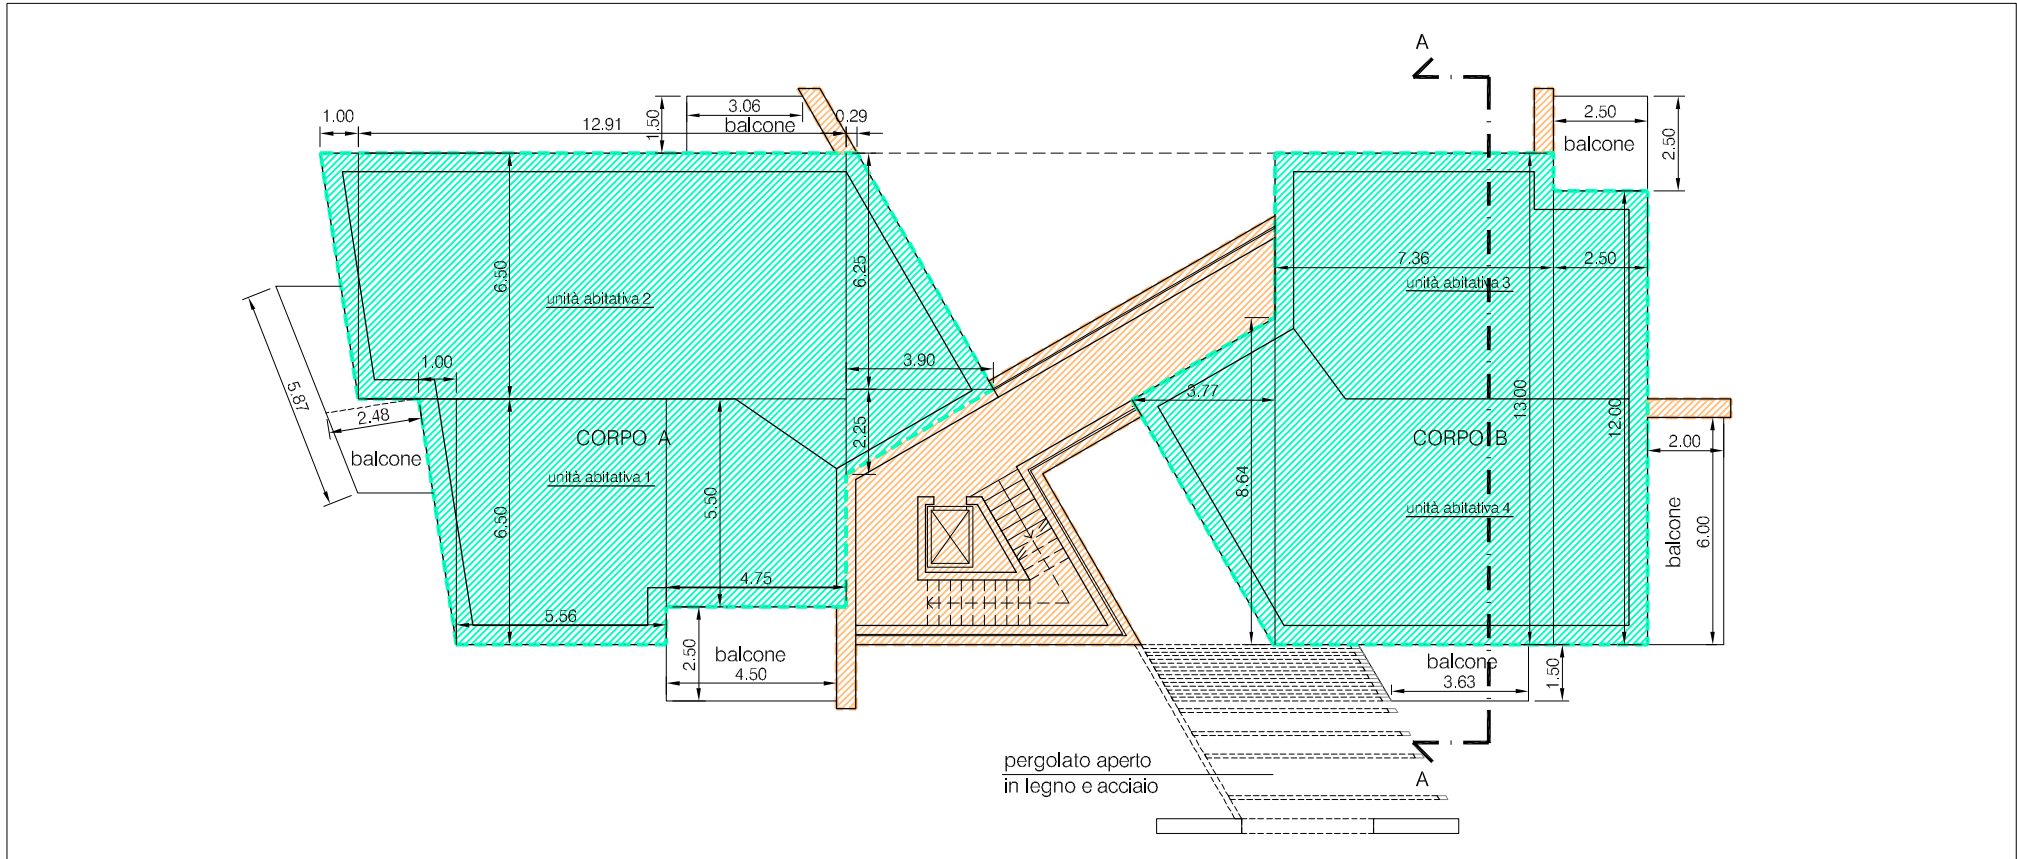 A
3.06
balcone
1.50
1.00
12.91
0.29
2.50
balcone
2.50
6.50
6.25
7.36
2.50
unità abitativa 2
unità abitativa 3
1.00
3.90
3.77
5.87
2.48
balcone
CORPO A
unità abitativa 1
6.50
5.50
2.25
8.64
13.00
12.00
CORPO B
unità abitativa 4
2.00
balcone
6.00
4.75
5.56
2.50
balcone
4.50
balcone
3.63
1.50
pergolato aperto
in legno e acciaio
A